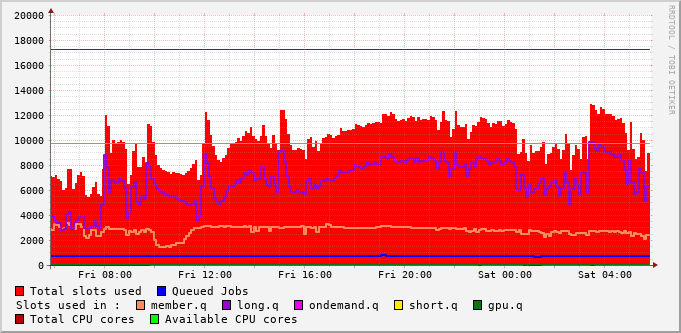 20000
18000
16000
14000
12000
10000
8000
6000
4000
2000
0
Fri 08:00 Fri 12:00 Fri 16:00 Fri 20:00 Sat 00:00 Sat 04:00
Total slots used Queued Jobs
Slots used in : member.q long.q ondemand.q short.q gpu.q
Total CPU cores Available CPU cores
RRDTOOL / TOBI OETIKER